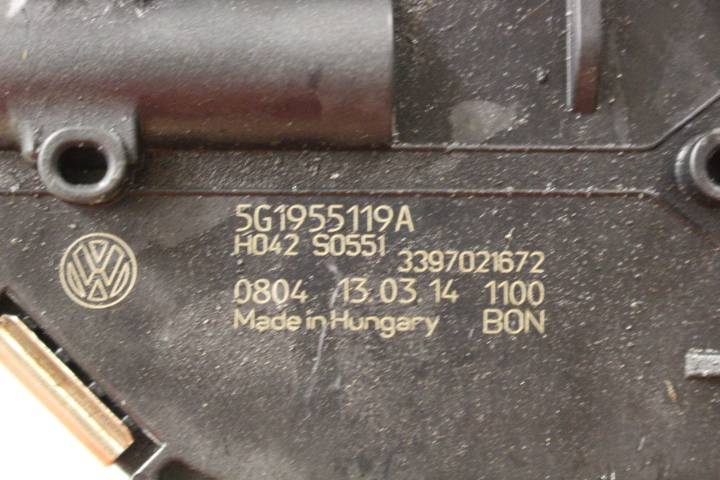 5G1955119A
H042 S0551
3397021672
0804 13.03.14 1100
Made in Hungary BON